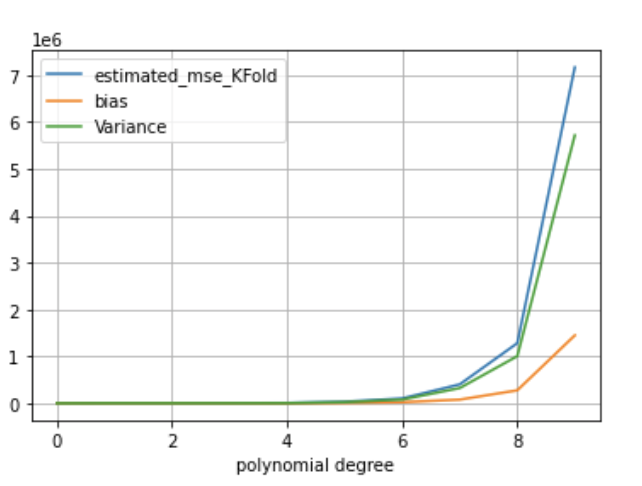 1e6
7
6
5
4
3
2
1
0
estimated_mse_KFold
bias
Variance
0 2 4 6 8
polynomial degree